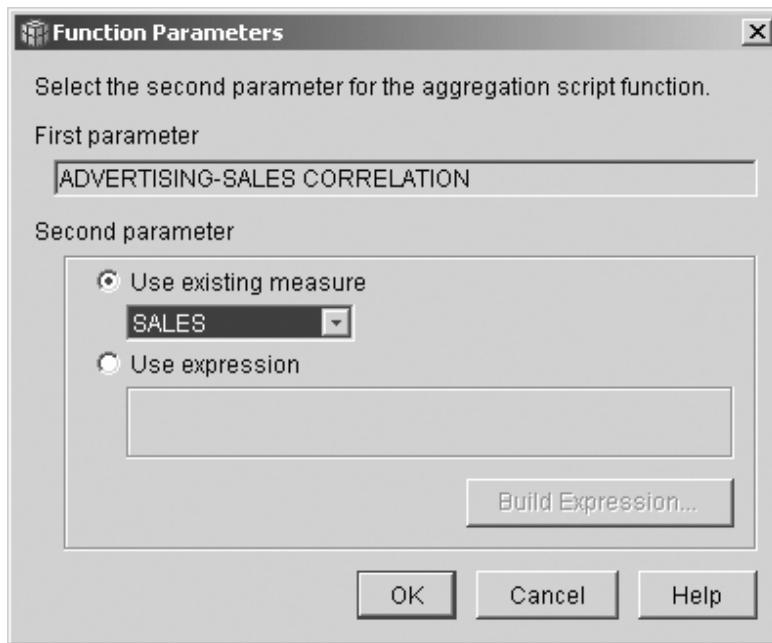 Function Parameters
Select the second parameter for the aggregation script function.
First parameter
ADVERTISING-SALES CORRELATION
Second parameter
Use existing measure
SALES
Use expression
Build Expression...
OK Cancel Help